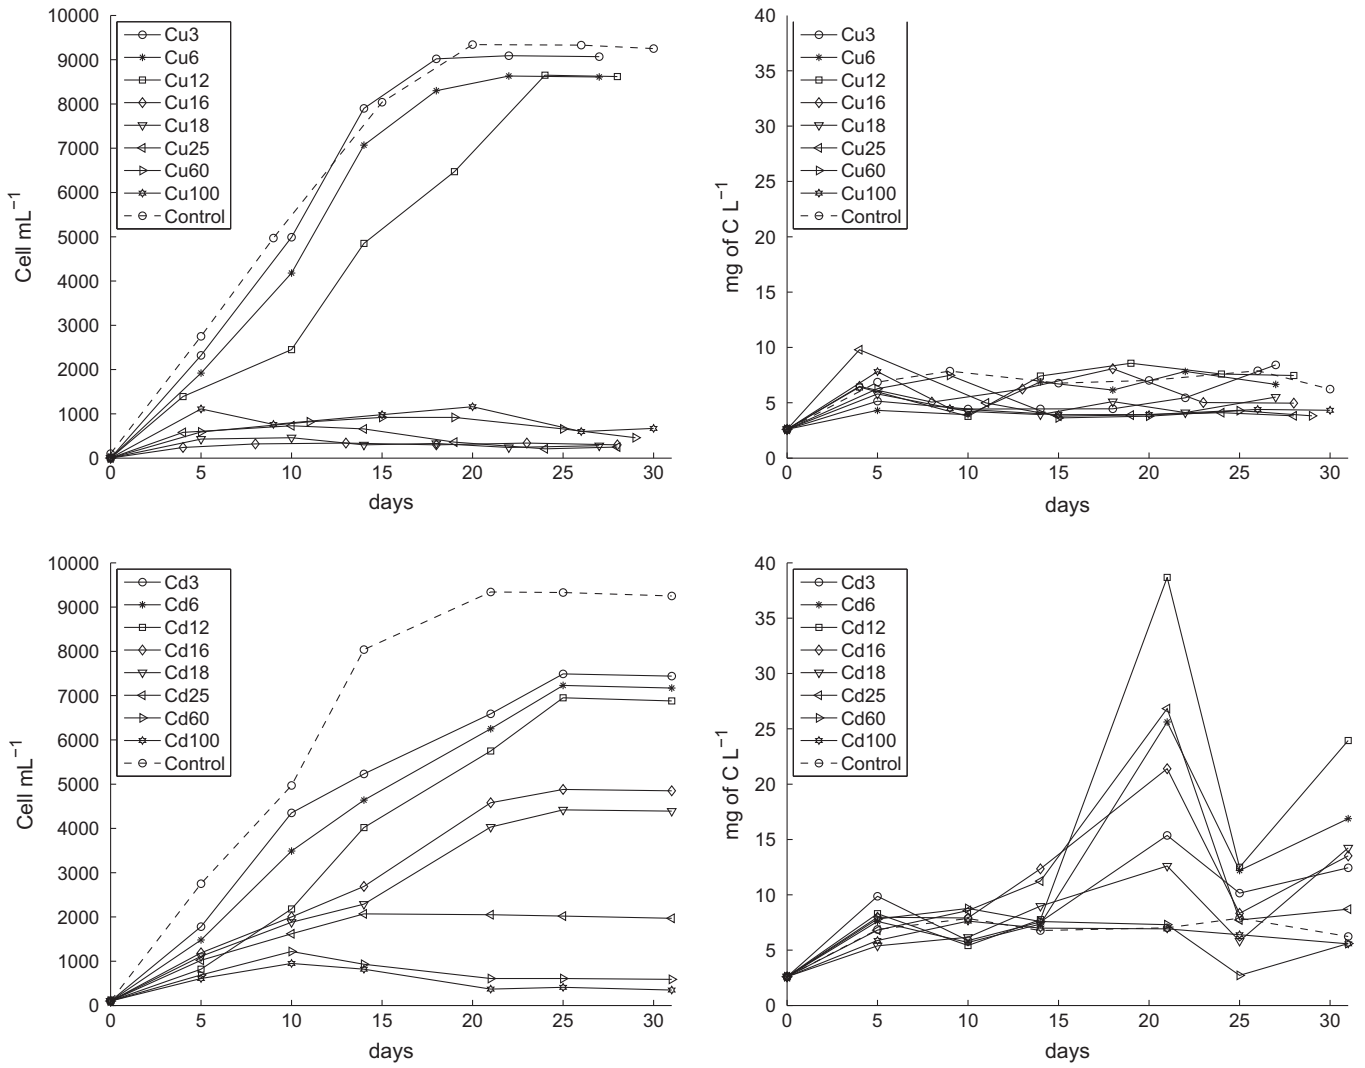 10000
9000
8000
7000
6000
5000
4000
3000
2000
1000
0
Cell mL−1
Cu3
Cu6
Cu12
Cu16
Cu18
Cu25
Cu60
Cu100
Control
0 5 10 15 20 25 30
days
40
35
30
25
20
15
10
5
0
mg of C L−1
Cu3
Cu6
Cu12
Cu16
Cu18
Cu25
Cu60
Cu100
Control
0 5 10 15 20 25 30
days
10000
9000
8000
7000
6000
5000
4000
3000
2000
1000
0
Cell mL−1
Cd3
Cd6
Cd12
Cd16
Cd18
Cd25
Cd60
Cd100
Control
0 5 10 15 20 25 30
days
40
35
30
25
20
15
10
5
0
mg of C L−1
Cd3
Cd6
Cd12
Cd16
Cd18
Cd25
Cd60
Cd100
Control
0 5 10 15 20 25 30
days